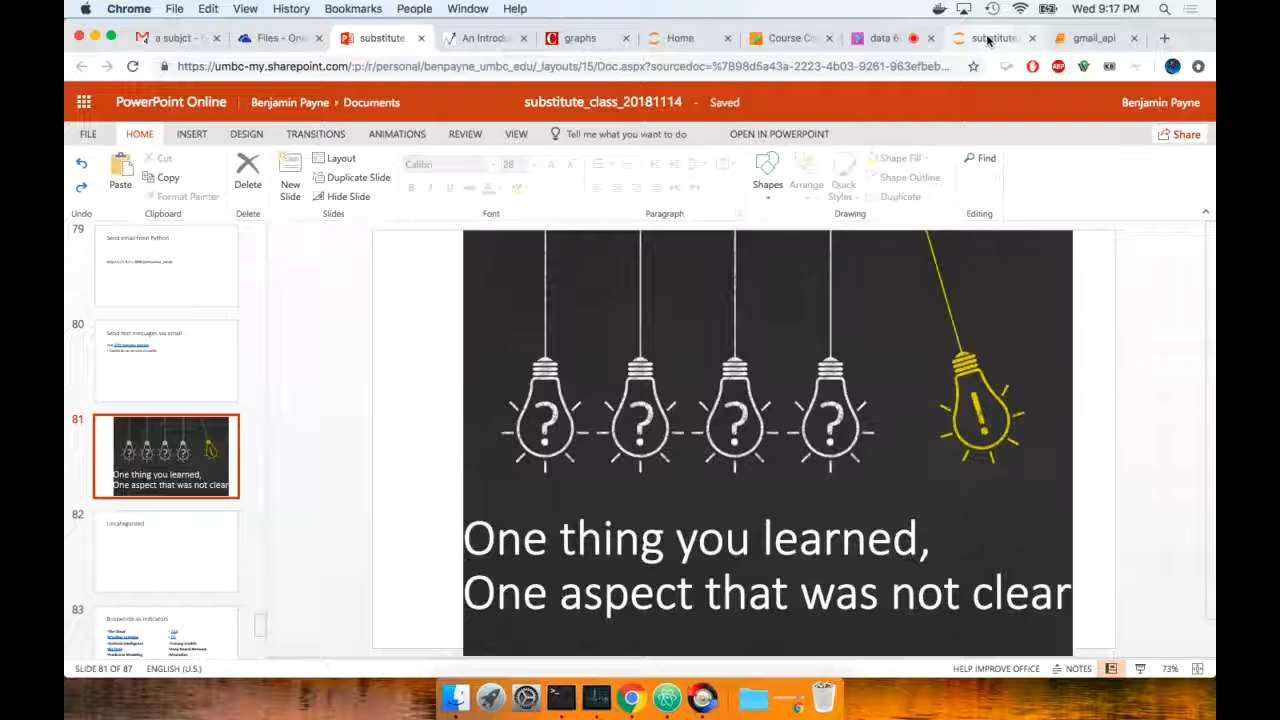 Chrome File Edit View History Bookmarks People Window Help Wed 9:17 PM
a subjct - Files - One substitute An Introdu graphs Home Course Co data 6 substitute gmail_api
https://umbc-my.sharepoint.com/:p:/r/personal/benpayne_umbc_edu/_layouts/15/Doc.aspx?sourcedoc=%7B98d5a43a-2223-4b03-9261-963efbeb...
PowerPoint Online Benjamin Payne Documents substitute_class_20181114 - Saved Benjamin Payne
FILE HOME INSERT DESIGN TRANSITIONS ANIMATIONS REVIEW VIEW Tell me what you want to do OPEN IN POWERPOINT Share
Cut Layout Calibri 28 Shape Fill Find
Paste Copy Delete New Slide Duplicate Slide B I U Shapes Arrange Quick Styles Shape Outline
Format Painter Hide Slide Duplicate
Undo Clipboard Delete Slides Font Paragraph Drawing Editing
79
Send email from Python
80
Send text messages via email
81
? ? ? ? !
One thing you learned,
One aspect that was not clear
One thing you learned,
One aspect that was not clear
82
Uncategorized
83
Buzzwords as indicators
SLIDE 81 OF 87 ENGLISH (U.S.) HELP IMPROVE OFFICE NOTES 73%